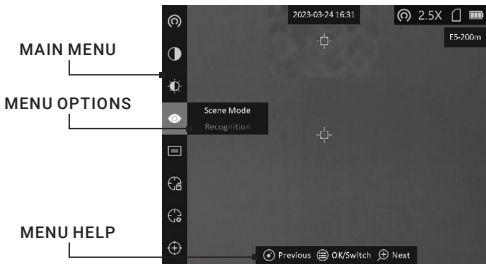 2023-03-24 16:31
2.5X
E5-200m
MAIN MENU
MENU OPTIONS
Scene Mode
Recognition
MENU HELP
Previous OK/Switch Next